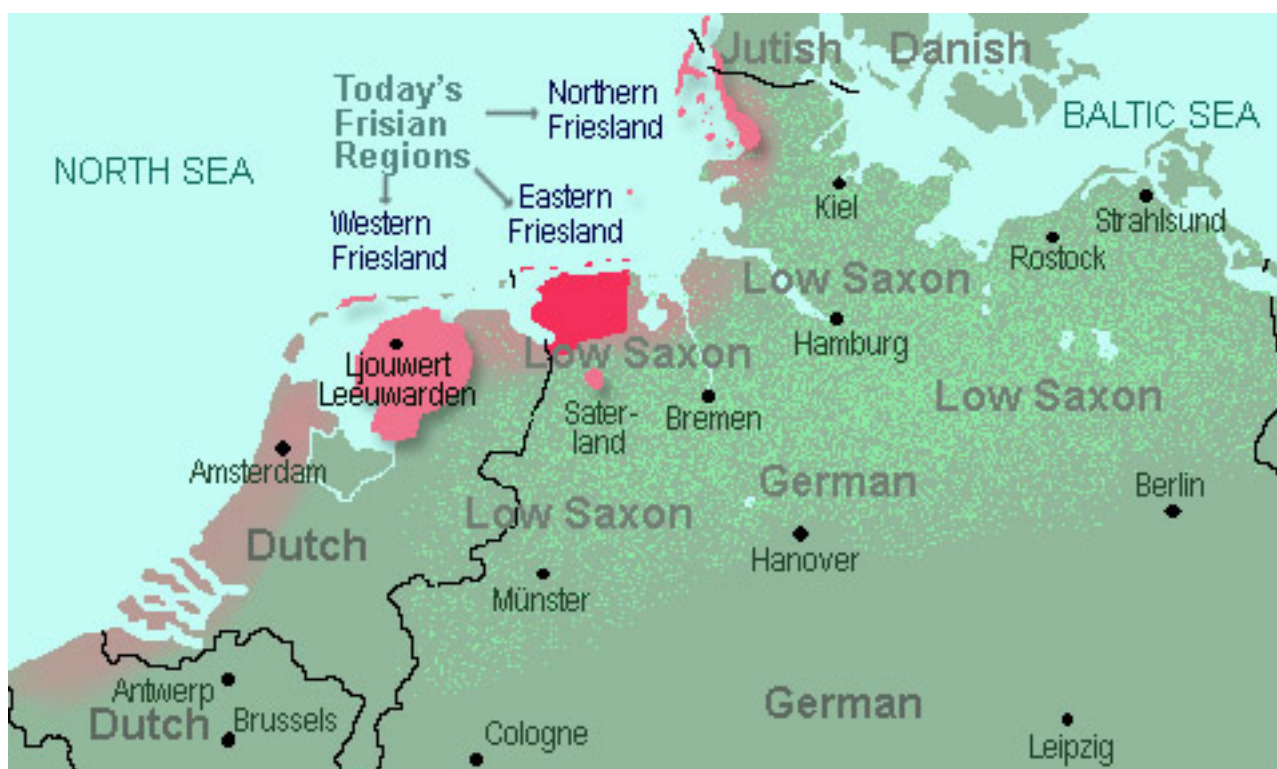 Jutish Danish
Today's
Frisian
Regions
Northern
Friesland
BALTIC SEA
NORTH SEA
Western
Friesland
Eastern
Friesland
Kiel
Strahlsund
Rostock
Low Saxon
Hamburg
Ljouwert
Leeuwarden
Low Saxon
Sater-
land
Bremen
Low Saxon
Amsterdam
German
Berlin
Low Saxon
Dutch
Hanover
Münster
Antwerp
Dutch
Brussels
German
Cologne
Leipzig